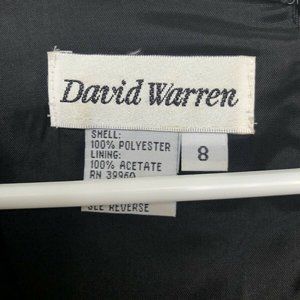 David Warren
SHELL:
100% POLYESTER
LINING:
100% ACETATE
RN 39960
8
SEE REVERSE